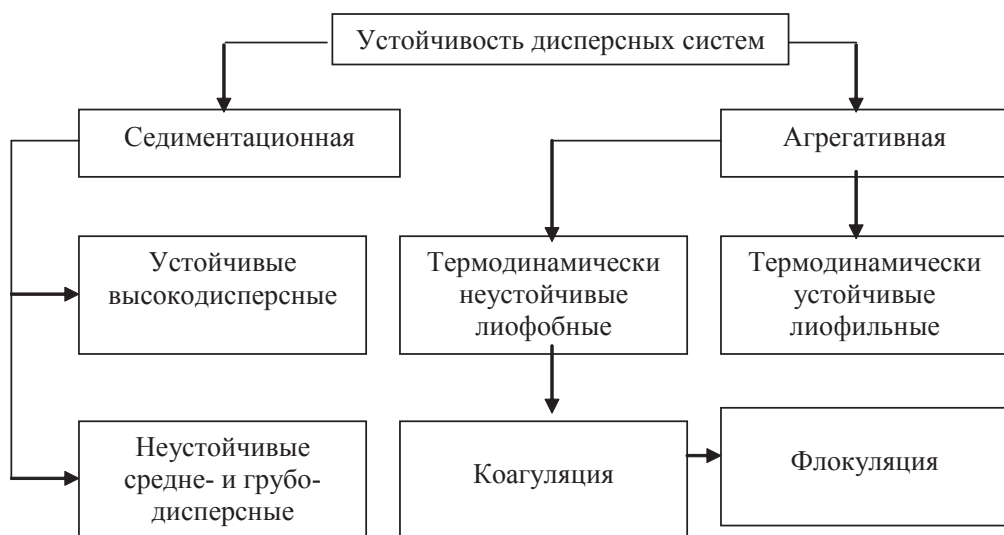 Устойчивость дисперсных систем
Седиментационная
Агрегативная
Устойчивые
высокодисперсные
Термодинамически
неустойчивые
лиофобные
Термодинамически
устойчивые
лиофильные
Неустойчивые
средне- и грубо-
дисперсные
Коагуляция
Флокуляция